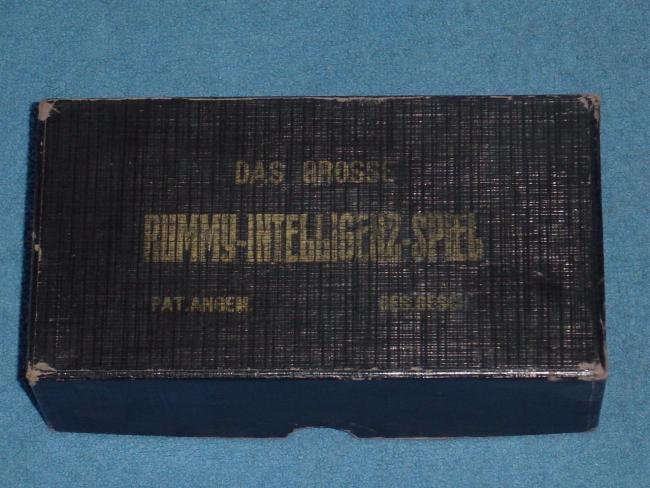 DAS GROSSE
RUMMY-INTELLIGENZ-SPIEL
PAT. ANGEM. GES. GESCH.